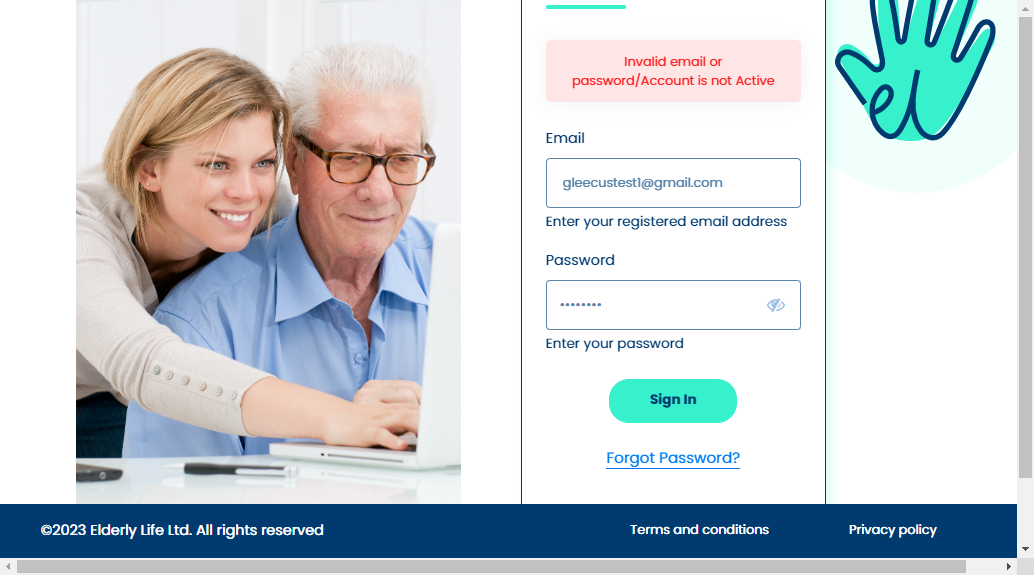 Invalid email or
password/Account is not Active
Email
gleecustest1@gmail.com
Enter your registered email address
Password
••••••••
Enter your password
Sign In
Forgot Password?
©2023 Elderly Life Ltd. All rights reserved
Terms and conditions
Privacy policy